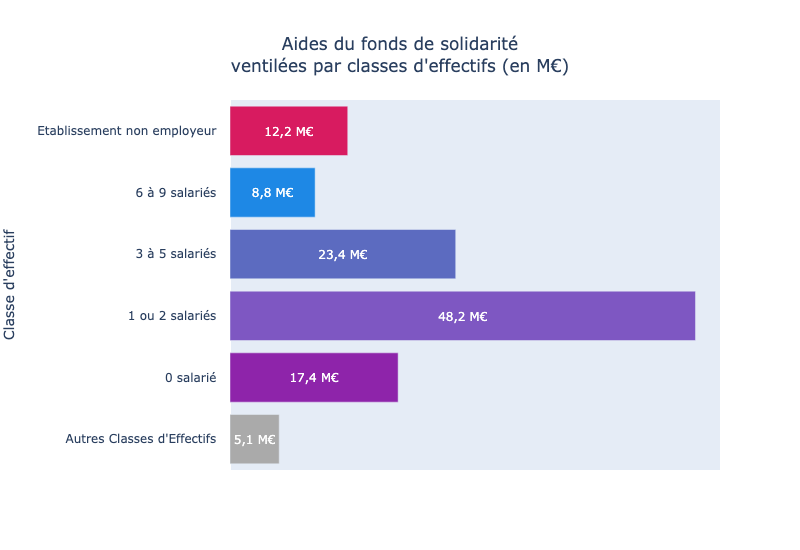 Aides du fonds de solidarité
ventilées par classes d'effectifs (en M€)
Classe d'effectif
Etablissement non employeur
12,2 M€
6 à 9 salariés
8,8 M€
3 à 5 salariés
23,4 M€
1 ou 2 salariés
48,2 M€
0 salarié
17,4 M€
Autres Classes d'Effectifs
5,1 M€